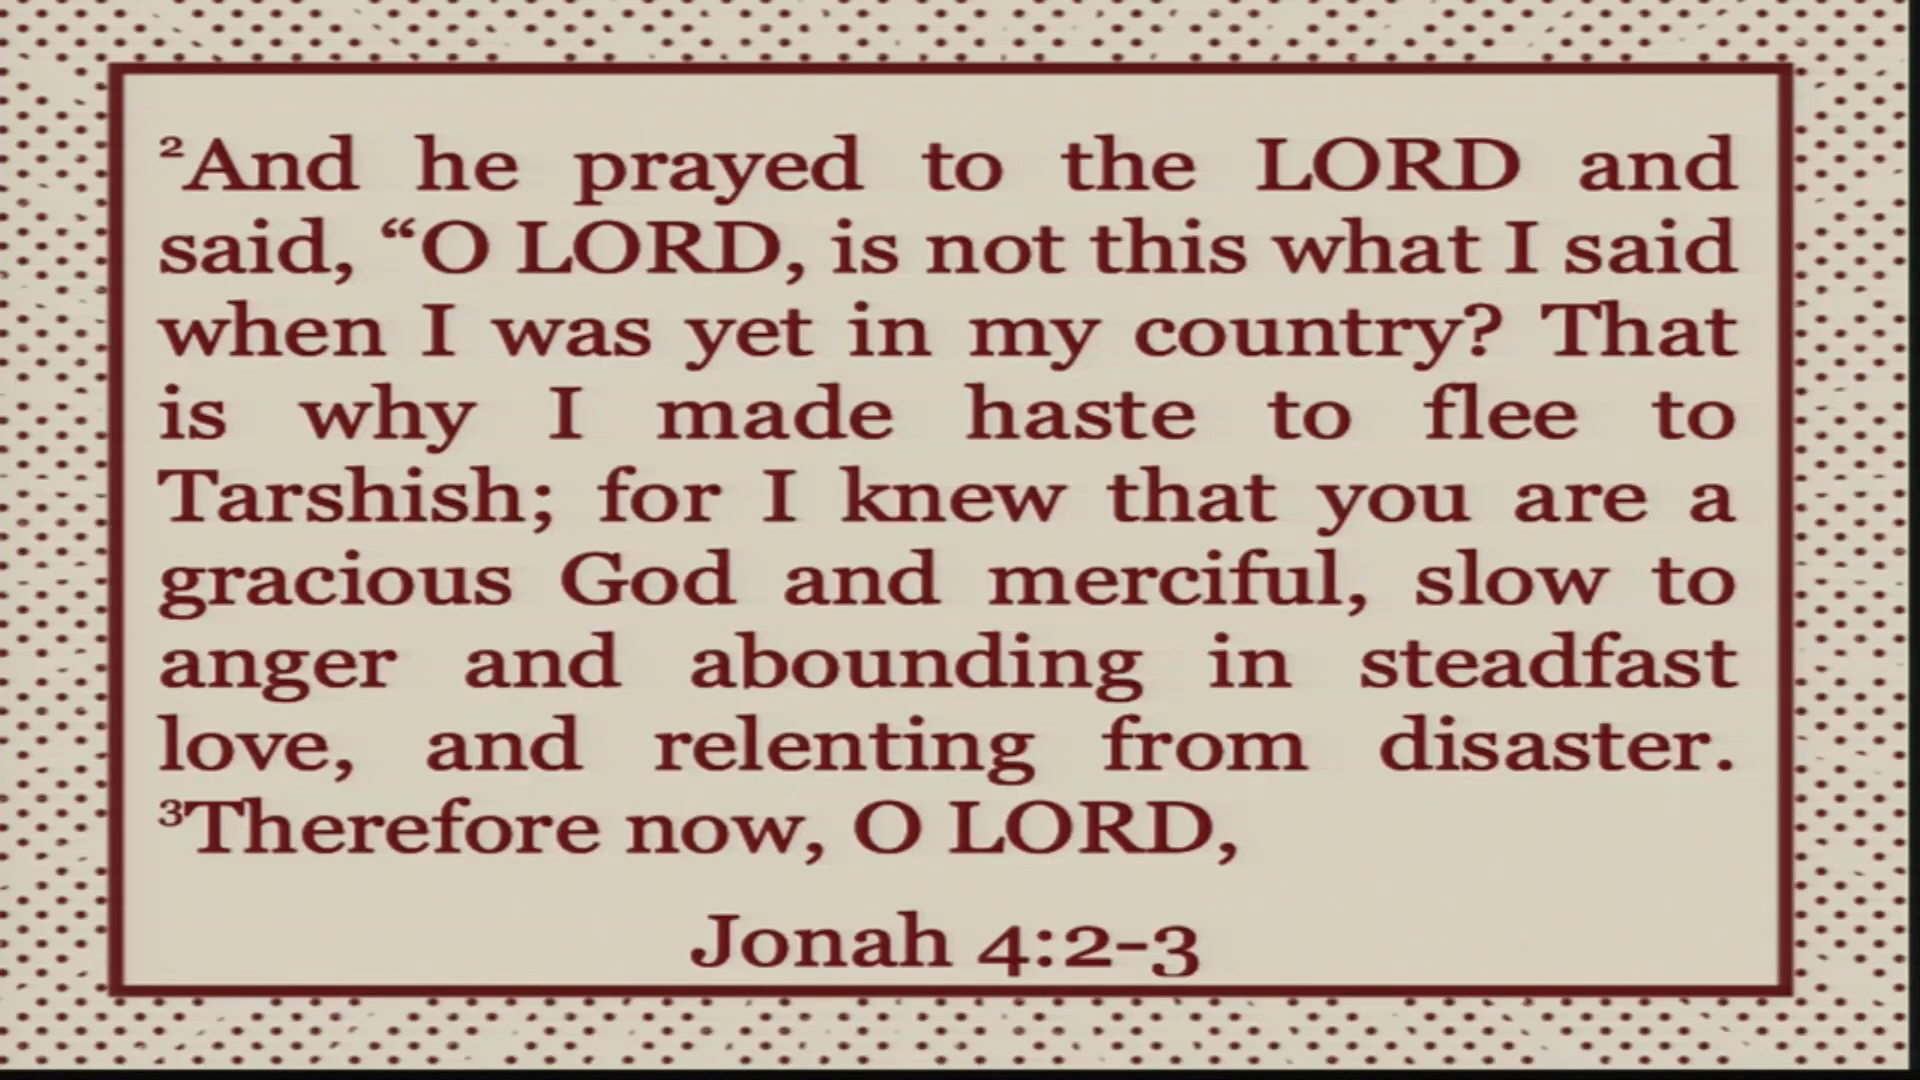 ²And he prayed to the LORD and
said, “O LORD, is not this what I said
when I was yet in my country? That
is why I made haste to flee to
Tarshish; for I knew that you are a
gracious God and merciful, slow to
anger and abounding in steadfast
love, and relenting from disaster.
³Therefore now, O LORD,
Jonah 4:2-3